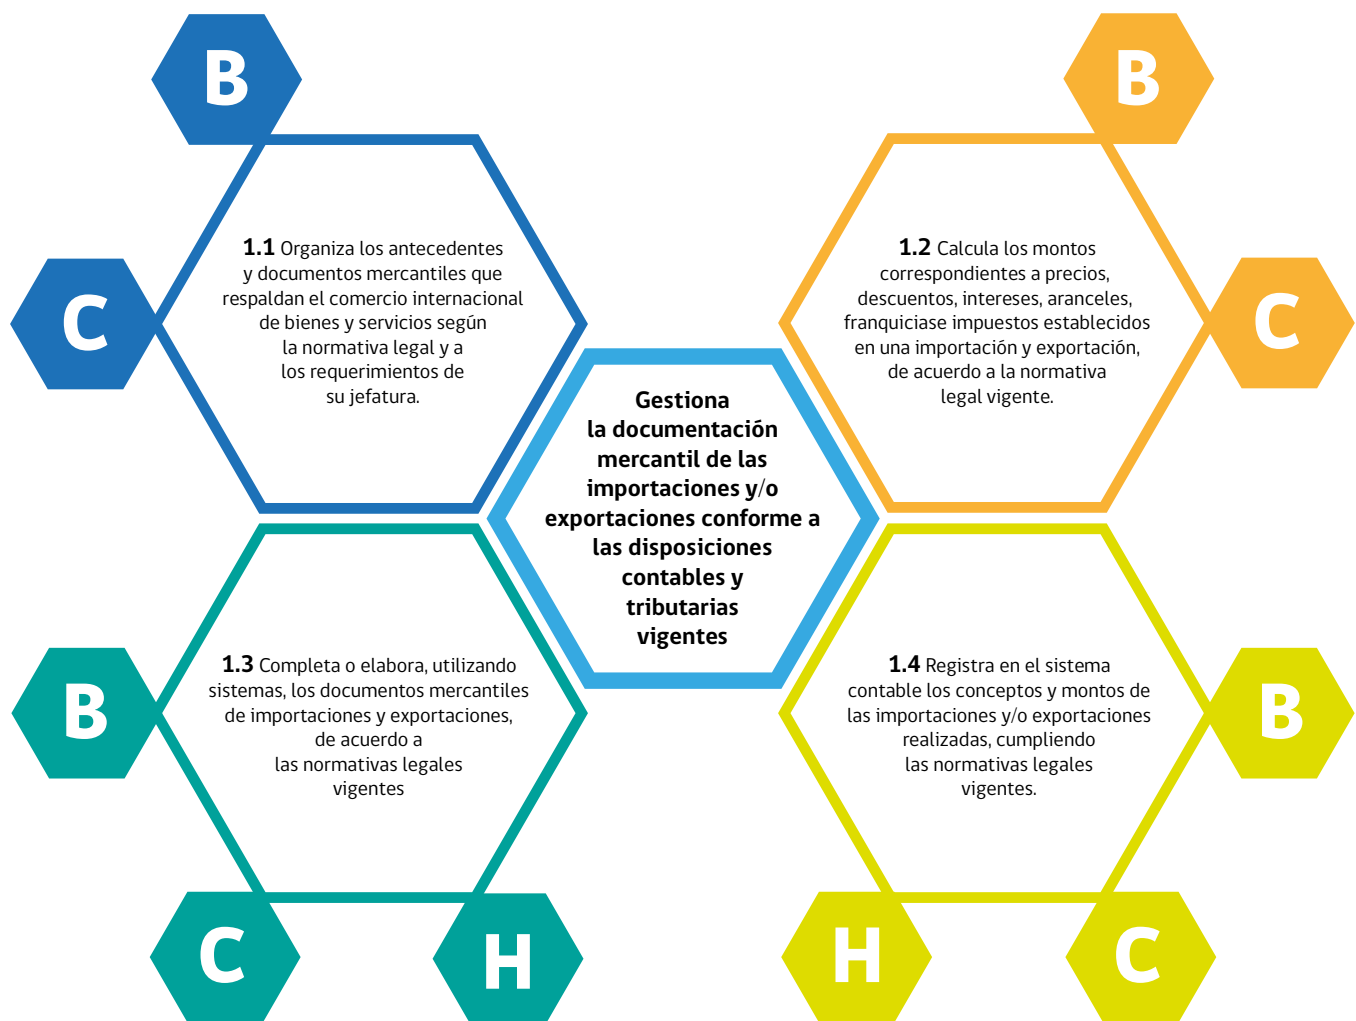 B
C
1.1 Organiza los antecedentes
y documentos mercantiles que
respaldan el comercio internacional
de bienes y servicios según
la normativa legal y a
los requerimientos de
su jefatura.
B
C
1.2 Calcula los montos
correspondientes a precios,
descuentos, intereses, aranceles,
franquiciase impuestos establecidos
en una importación y exportación,
de acuerdo a la normativa
legal vigente.
Gestiona
la documentación
mercantil de las
importaciones y/o
exportaciones conforme a
las disposiciones
contables y
tributarias
vigentes
B
1.3 Completa o elabora, utilizando
sistemas, los documentos mercantiles
de importaciones y exportaciones,
de acuerdo a
las normativas legales
vigentes
C
H
1.4 Registra en el sistema
contable los conceptos y montos de
las importaciones y/o exportaciones
realizadas, cumpliendo
las normativas legales
vigentes.
B
H
C